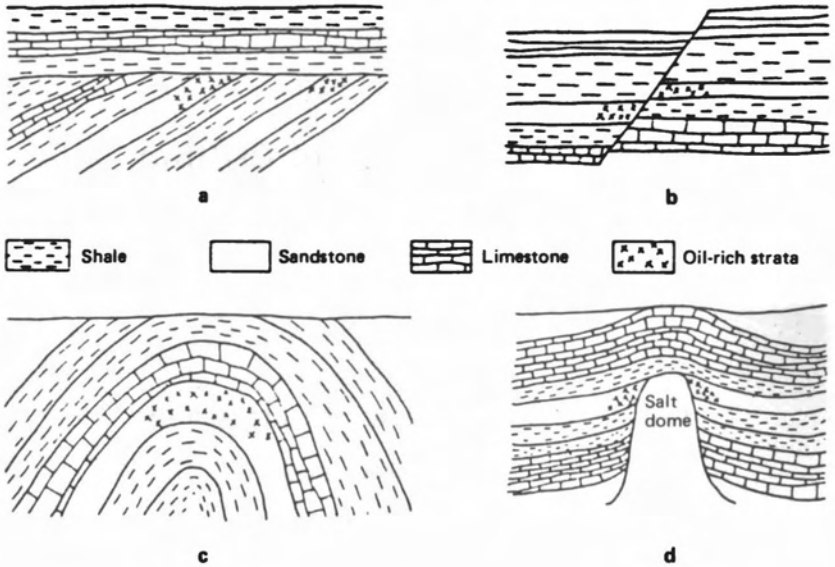 a
b
Shale
Sandstone
Limestone
Oil-rich strata
Salt
dome
c
d